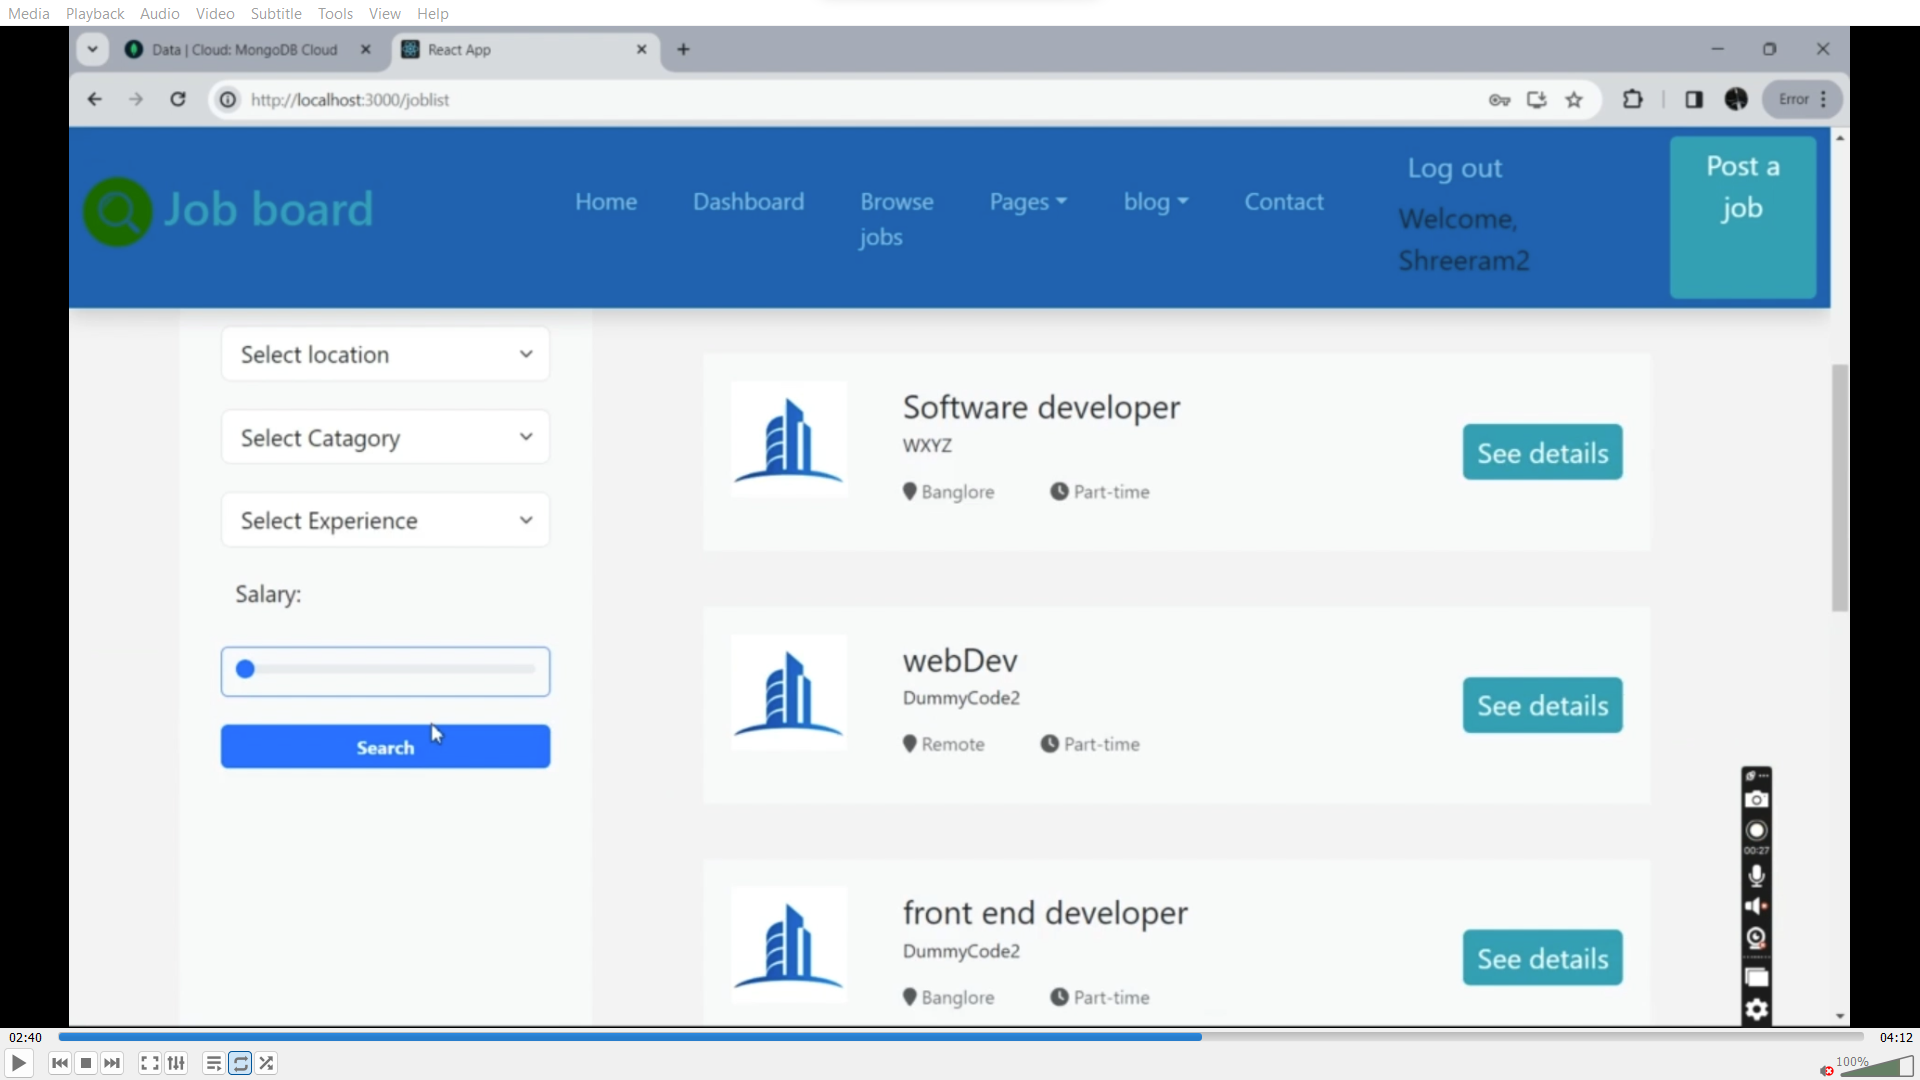 Media Playback Audio Video Subtitle Tools View Help
Data | Cloud: MongoDB Cloud
React App
http://localhost:3000/joblist
Error
Job board
Home
Dashboard
Browse
jobs
Pages
blog
Contact
Log out
Welcome,
Shreeram2
Post a
job
Select location
Select Catagory
Select Experience
Salary:
Search
Software developer
WXYZ
Banglore Part-time
See details
webDev
DummyCode2
Remote Part-time
See details
front end developer
DummyCode2
Banglore Part-time
See details
00:27
02:40
04:12
100%